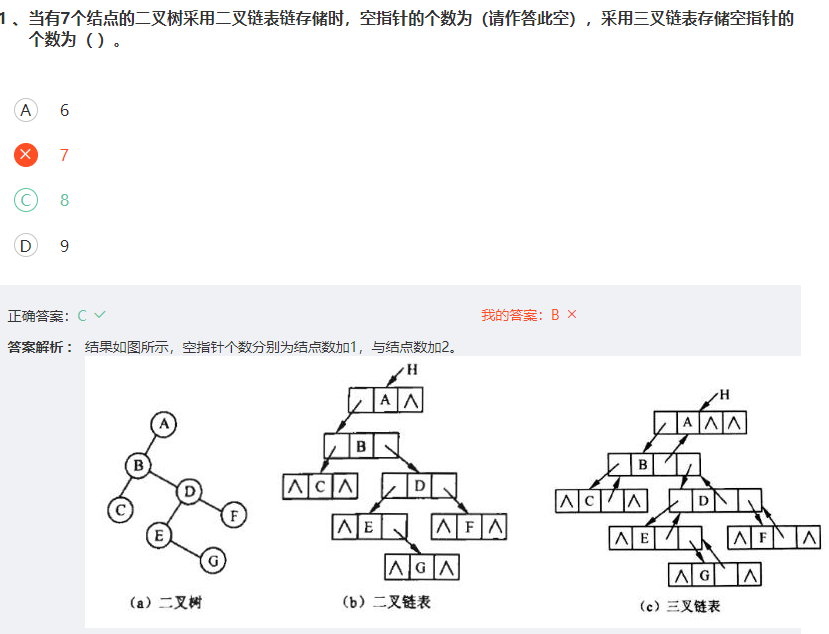 1 、当有7个结点的二叉树采用二叉链表链存储时，空指针的个数为（请作答此空），采用三叉链表存储空指针的
个数为（ ）。
A 6
7
C 8
D 9
正确答案：C
我的答案：B
答案解析： 结果如图所示，空指针个数分别为结点数加1，与结点数加2。
H
A ∧
B
∧ C ∧
D
∧ E
∧ F ∧
∧ G ∧
H
A ∧ ∧
B
∧ C ∧
D
∧ E
∧ F ∧
∧ G ∧
A
B
C
D
E
F
G
（a）二叉树
（b）二叉链表
（c）三叉链表